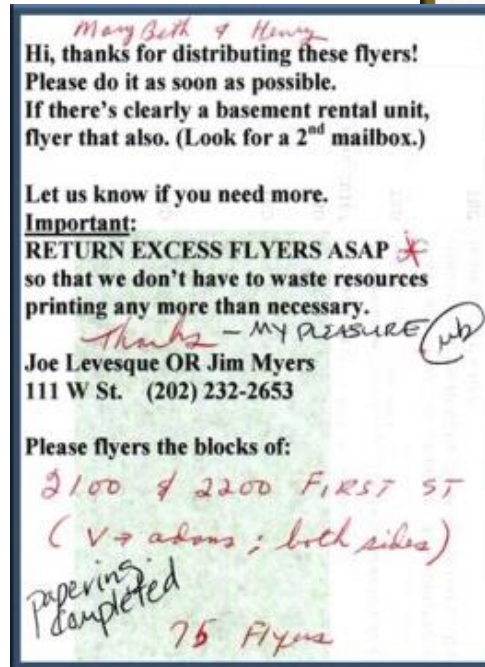 Mary Beth & Henry
Hi, thanks for distributing these flyers!
Please do it as soon as possible.
If there's clearly a basement rental unit,
flyer that also. (Look for a 2nd mailbox.)
Let us know if you need more.
Important:
RETURN EXCESS FLYERS ASAP *
so that we don't have to waste resources
printing any more than necessary.
Thanks - MY PLEASURE mb
Joe Levesque OR Jim Myers
111 W St. (202) 232-2653
Please flyers the blocks of:
2100 & 2200 FIRST ST
(V → adams ; both sides)
papering
completed
75 Flyers